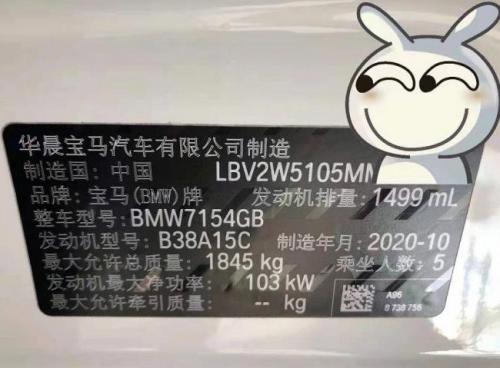 华晨宝马汽车有限公司制造
制造国: 中国 LBV2W5105M
品牌: 宝马(BMW)牌 发动机排量: 1499 mL
整车型号: BMW7154GB
发动机型号: B38A15C 制造年月: 2020-10
最大允许总质量: 1845 kg 乘坐人数: 5
发动机最大净功率: 103 kW
最大允许牵引质量: -- kg
A96
8 738 756